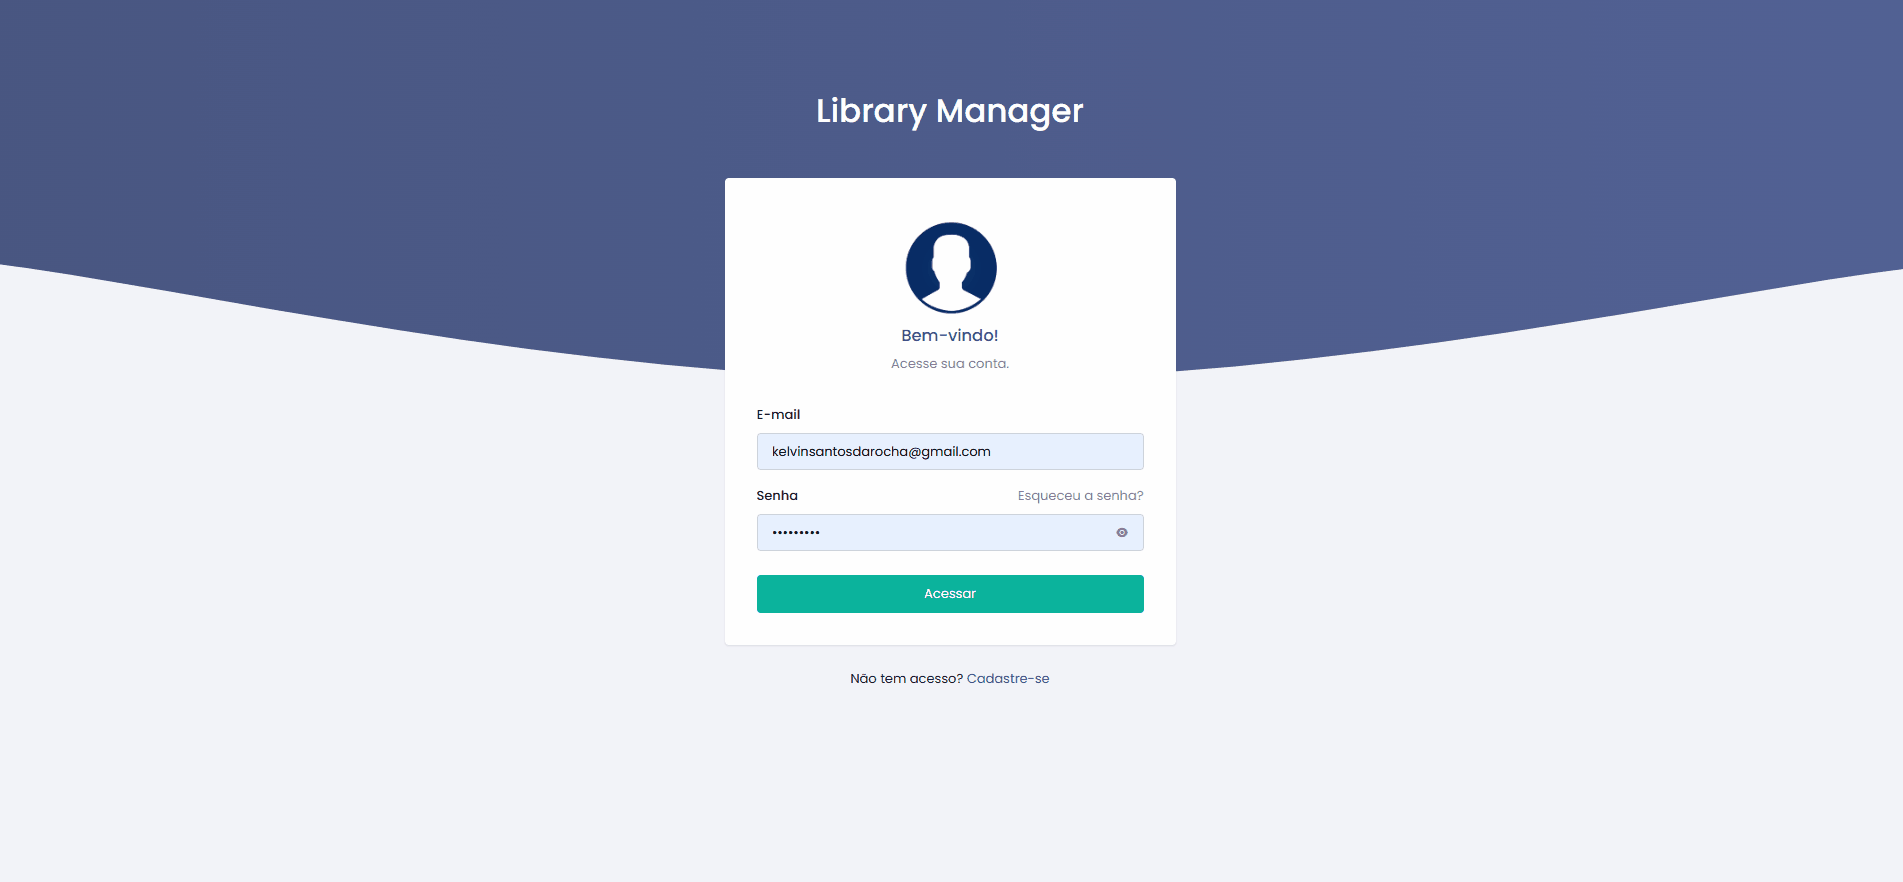 Library Manager
Bem-vindo!
Acesse sua conta.
E-mail
kelvinsantosdarocha@gmail.com
Senha Esqueceu a senha?
•••••••••
Acessar
Não tem acesso? Cadastre-se